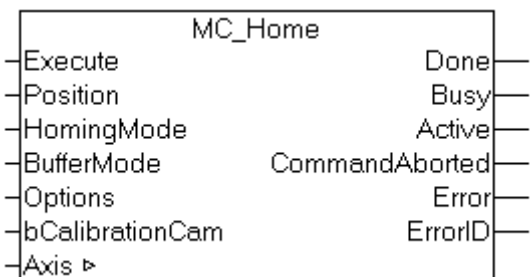 MC_Home
Execute Done
Position Busy
HomingMode Active
BufferMode CommandAborted
Options Error
bCalibrationCam ErrorID
Axis ▹